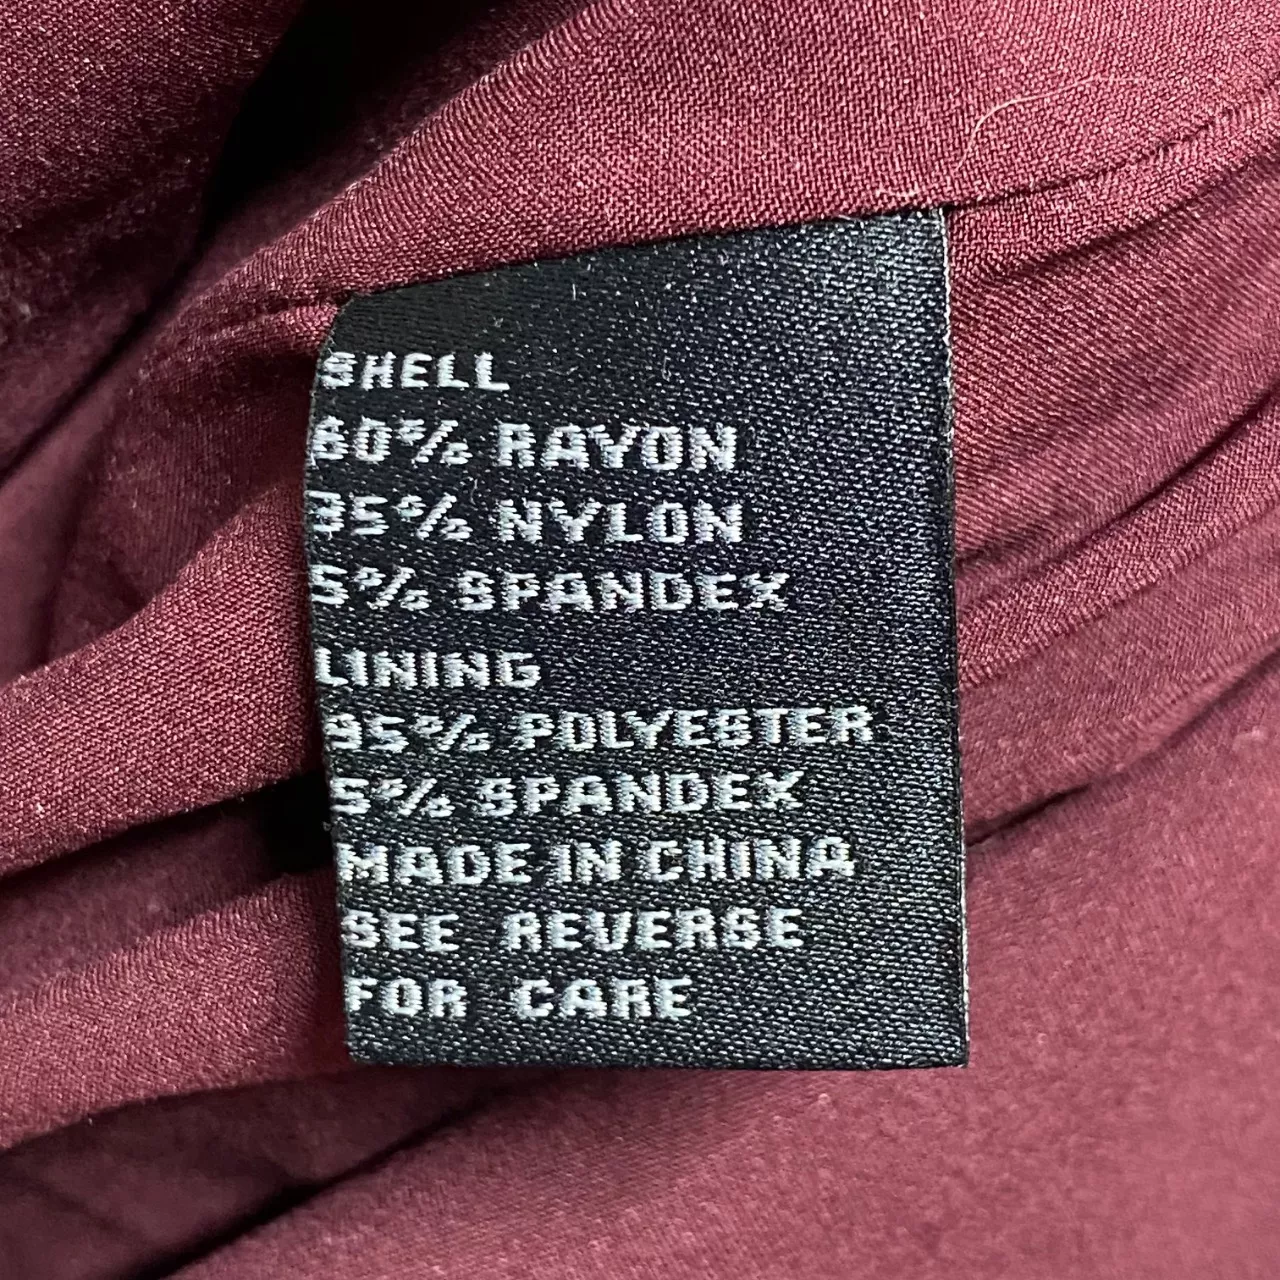 SHELL
60% RAYON
35% NYLON
5% SPANDEX
LINING
95% POLYESTER
5% SPANDEX
MADE IN CHINA
SEE REVERSE
FOR CARE